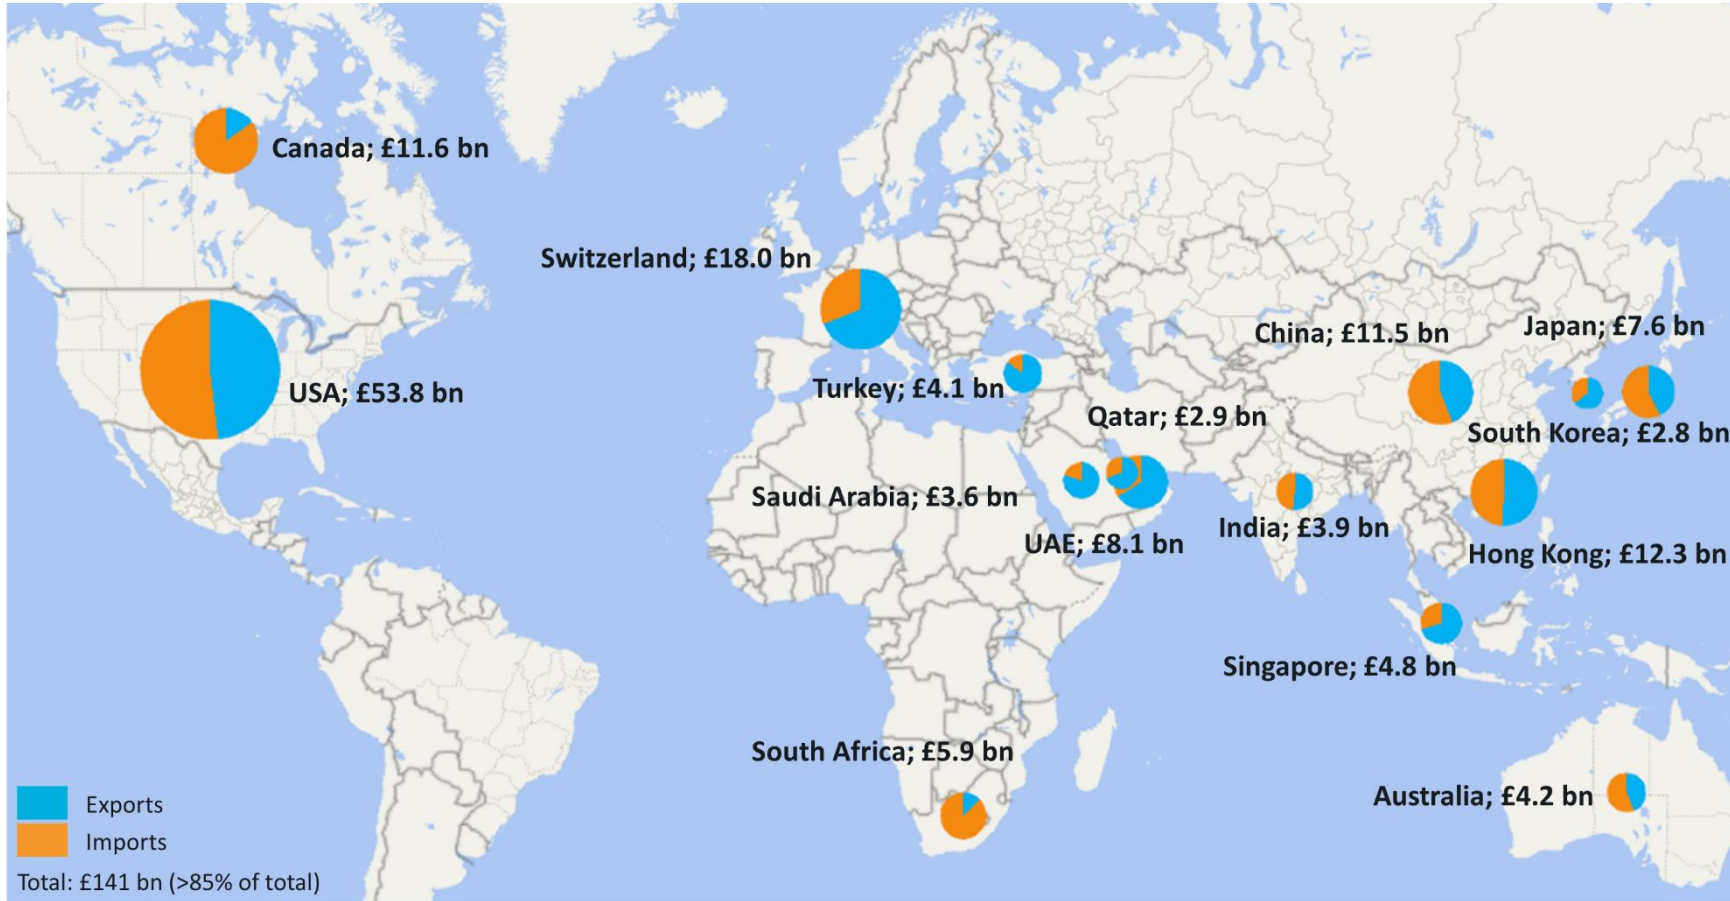 Canada; £11.6 bn
Switzerland; £18.0 bn
China; £11.5 bn
Japan; £7.6 bn
USA; £53.8 bn
Turkey; £4.1 bn
Qatar; £2.9 bn
South Korea; £2.8 bn
Saudi Arabia; £3.6 bn
India; £3.9 bn
UAE; £8.1 bn
Hong Kong; £12.3 bn
Singapore; £4.8 bn
South Africa; £5.9 bn
Australia; £4.2 bn
Exports
Imports
Total: £141 bn (>85% of total)